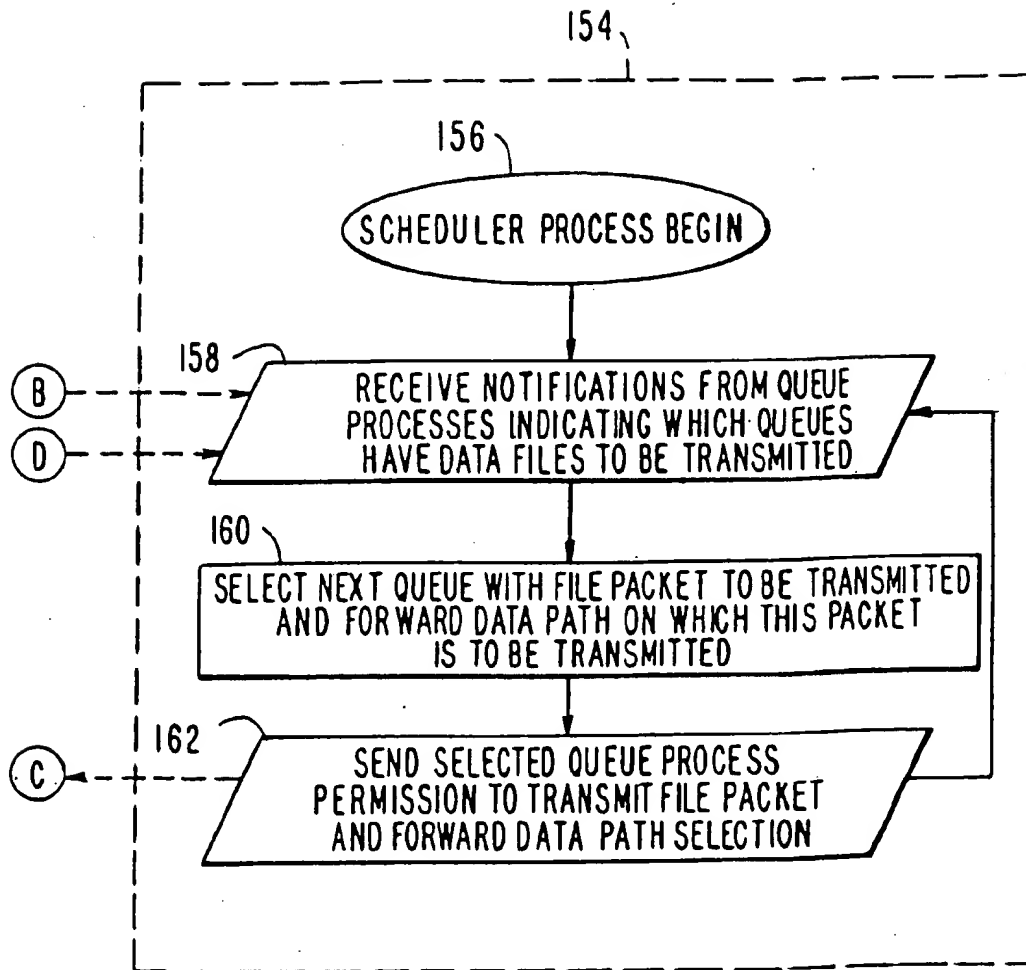 154
156
SCHEDULER PROCESS BEGIN
158
B
RECEIVE NOTIFICATIONS FROM QUEUE
PROCESSES INDICATING WHICH QUEUES
HAVE DATA FILES TO BE TRANSMITTED
D
160
SELECT NEXT QUEUE WITH FILE PACKET TO BE TRANSMITTED
AND FORWARD DATA PATH ON WHICH THIS PACKET
IS TO BE TRANSMITTED
162
C
SEND SELECTED QUEUE PROCESS
PERMISSION TO TRANSMIT FILE PACKET
AND FORWARD DATA PATH SELECTION